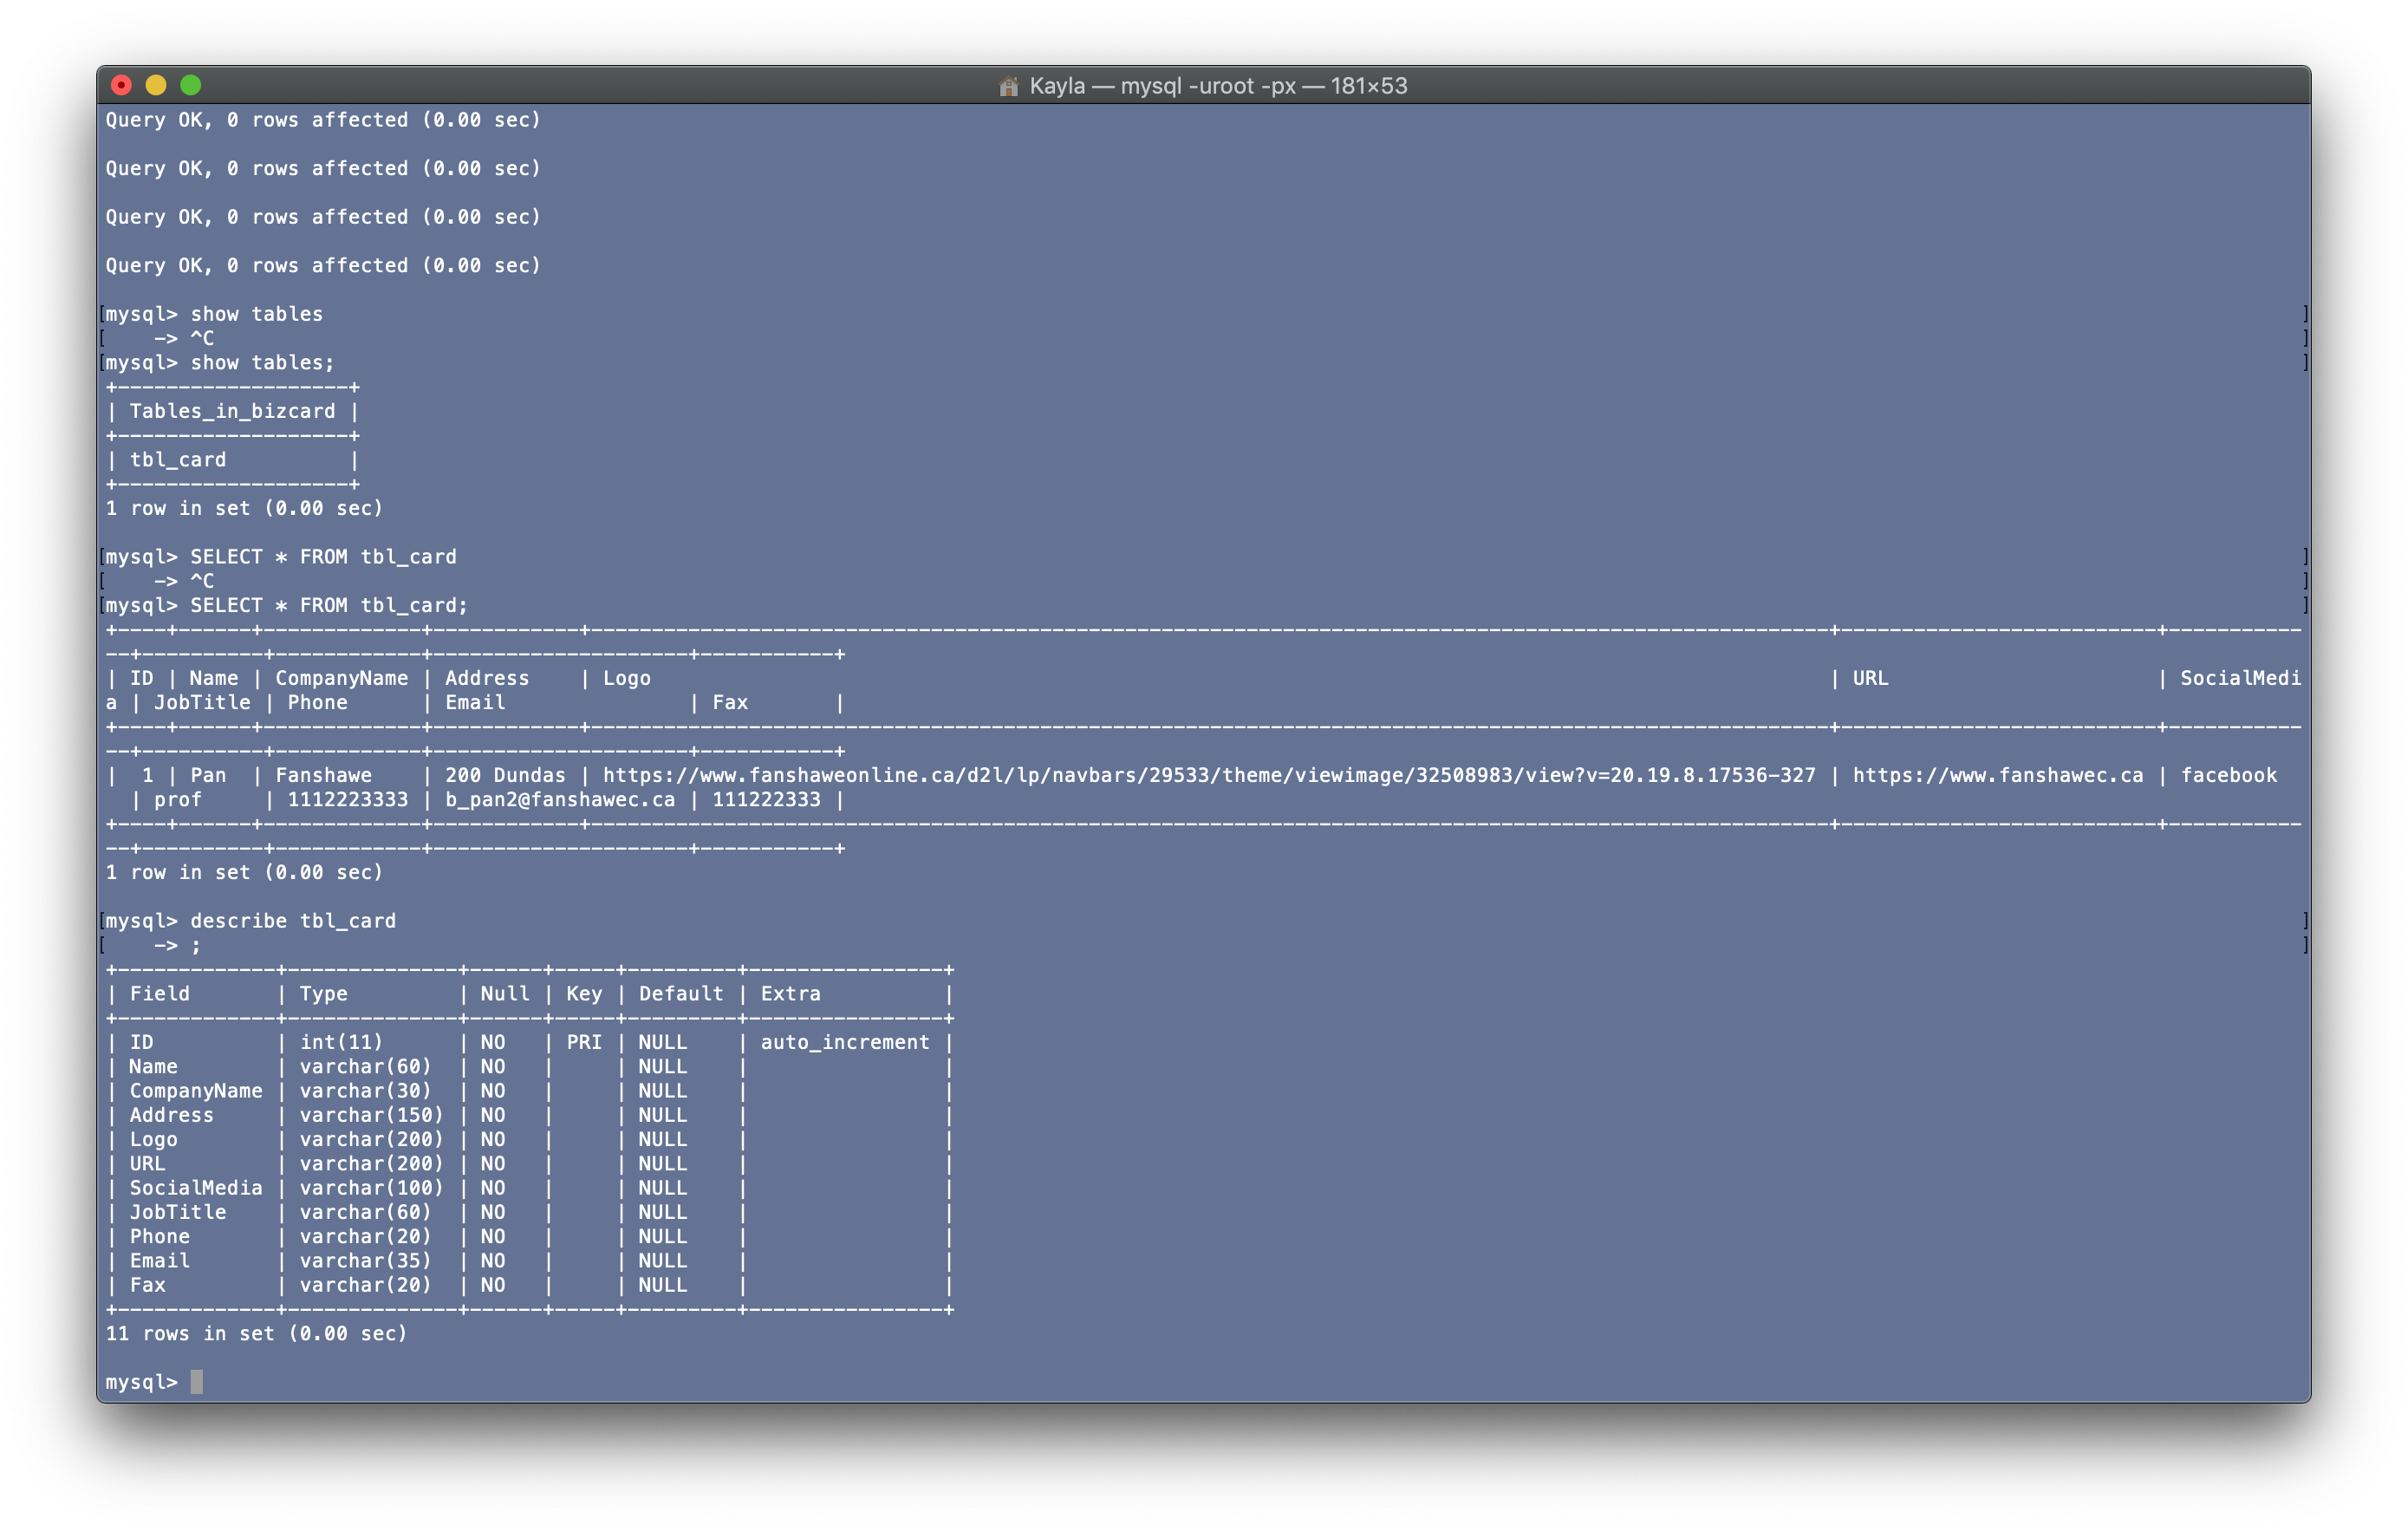 Kayla — mysql -uroot -px — 181×53
Query OK, 0 rows affected (0.00 sec)
Query OK, 0 rows affected (0.00 sec)
Query OK, 0 rows affected (0.00 sec)
Query OK, 0 rows affected (0.00 sec)
[mysql> show tables ]
[    -> ^C ]
[mysql> show tables; ]
+-------------------+
| Tables_in_bizcard |
+-------------------+
| tbl_card          |
+-------------------+
1 row in set (0.00 sec)
[mysql> SELECT * FROM tbl_card ]
[    -> ^C ]
[mysql> SELECT * FROM tbl_card; ]
+----+------+-------------+------------+------------------------------------------------------------------------------------------------------+--------------------------+-----------
--+----------+------------+---------------------+-----------+
| ID | Name | CompanyName | Address    | Logo                                                                                                 | URL                      | SocialMedi
a | JobTitle | Phone      | Email               | Fax       |
+----+------+-------------+------------+------------------------------------------------------------------------------------------------------+--------------------------+-----------
--+----------+------------+---------------------+-----------+
|  1 | Pan  | Fanshawe    | 200 Dundas | https://www.fanshaweonline.ca/d2l/lp/navbars/29533/theme/viewimage/32508983/view?v=20.19.8.17536-327 | https://www.fanshawec.ca | facebook
  | prof     | 1112223333 | b_pan2@fanshawec.ca | 111222333 |
+----+------+-------------+------------+------------------------------------------------------------------------------------------------------+--------------------------+-----------
--+----------+------------+---------------------+-----------+
1 row in set (0.00 sec)
[mysql> describe tbl_card ]
[    -> ; ]
+-------------+--------------+------+-----+---------+----------------+
| Field       | Type         | Null | Key | Default | Extra          |
+-------------+--------------+------+-----+---------+----------------+
| ID          | int(11)      | NO   | PRI | NULL    | auto_increment |
| Name        | varchar(60)  | NO   |     | NULL    |                |
| CompanyName | varchar(30)  | NO   |     | NULL    |                |
| Address     | varchar(150) | NO   |     | NULL    |                |
| Logo        | varchar(200) | NO   |     | NULL    |                |
| URL         | varchar(200) | NO   |     | NULL    |                |
| SocialMedia | varchar(100) | NO   |     | NULL    |                |
| JobTitle    | varchar(60)  | NO   |     | NULL    |                |
| Phone       | varchar(20)  | NO   |     | NULL    |                |
| Email       | varchar(35)  | NO   |     | NULL    |                |
| Fax         | varchar(20)  | NO   |     | NULL    |                |
+-------------+--------------+------+-----+---------+----------------+
11 rows in set (0.00 sec)
mysql>